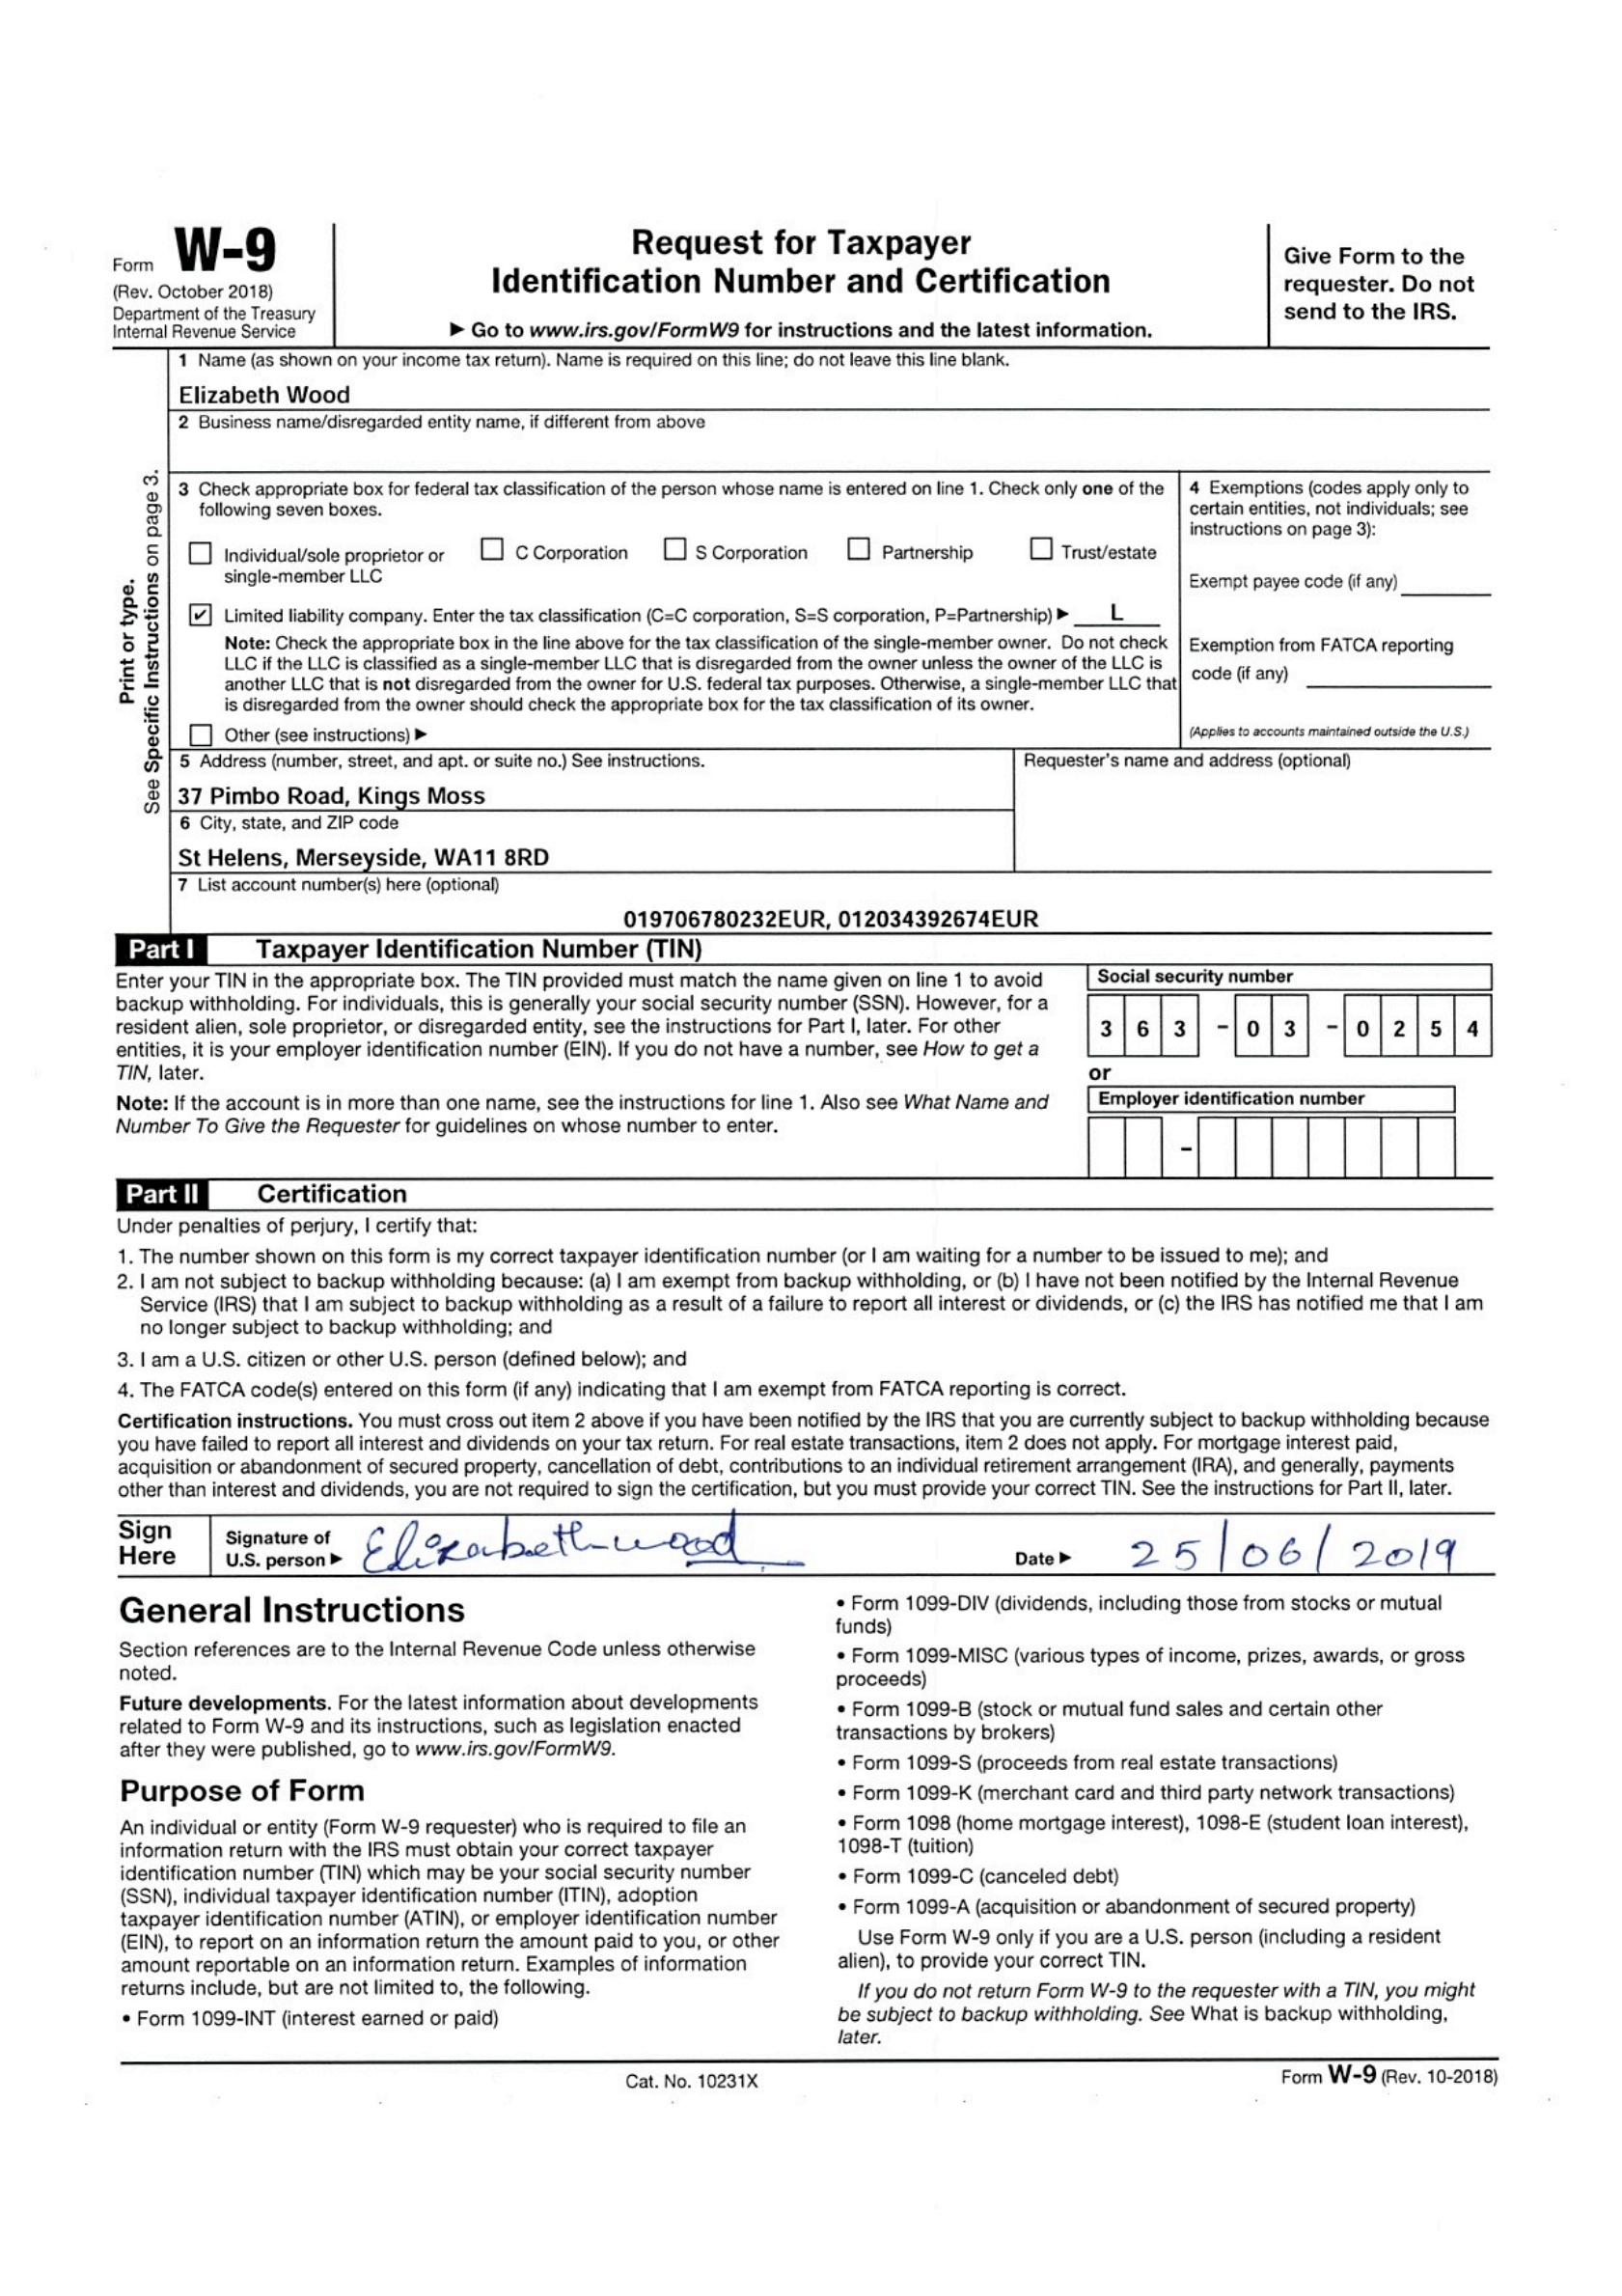 Form W-9
(Rev. October 2018)
Department of the Treasury
Internal Revenue Service
Request for Taxpayer
Identification Number and Certification
▶ Go to www.irs.gov/FormW9 for instructions and the latest information.
Give Form to the
requester. Do not
send to the IRS.
Print or type.
See Specific Instructions on page 3.
1 Name (as shown on your income tax return). Name is required on this line; do not leave this line blank.
Elizabeth Wood
2 Business name/disregarded entity name, if different from above
3 Check appropriate box for federal tax classification of the person whose name is entered on line 1. Check only one of the
following seven boxes.
Individual/sole proprietor or
single-member LLC
C Corporation
S Corporation
Partnership
Trust/estate
✔ Limited liability company. Enter the tax classification (C=C corporation, S=S corporation, P=Partnership) ▶ L
Note: Check the appropriate box in the line above for the tax classification of the single-member owner. Do not check
LLC if the LLC is classified as a single-member LLC that is disregarded from the owner unless the owner of the LLC is
another LLC that is not disregarded from the owner for U.S. federal tax purposes. Otherwise, a single-member LLC that
is disregarded from the owner should check the appropriate box for the tax classification of its owner.
Other (see instructions) ▶
4 Exemptions (codes apply only to
certain entities, not individuals; see
instructions on page 3):
Exempt payee code (if any)
Exemption from FATCA reporting
code (if any)
(Applies to accounts maintained outside the U.S.)
5 Address (number, street, and apt. or suite no.) See instructions.
37 Pimbo Road, Kings Moss
6 City, state, and ZIP code
St Helens, Merseyside, WA11 8RD
Requester's name and address (optional)
7 List account number(s) here (optional)
019706780232EUR, 012034392674EUR
Part I Taxpayer Identification Number (TIN)
Enter your TIN in the appropriate box. The TIN provided must match the name given on line 1 to avoid
backup withholding. For individuals, this is generally your social security number (SSN). However, for a
resident alien, sole proprietor, or disregarded entity, see the instructions for Part I, later. For other
entities, it is your employer identification number (EIN). If you do not have a number, see How to get a
TIN, later.
Note: If the account is in more than one name, see the instructions for line 1. Also see What Name and
Number To Give the Requester for guidelines on whose number to enter.
Social security number
3 6 3 - 0 3 - 0 2 5 4
or
Employer identification number
-
Part II Certification
Under penalties of perjury, I certify that:
1. The number shown on this form is my correct taxpayer identification number (or I am waiting for a number to be issued to me); and
2. I am not subject to backup withholding because: (a) I am exempt from backup withholding, or (b) I have not been notified by the Internal Revenue
Service (IRS) that I am subject to backup withholding as a result of a failure to report all interest or dividends, or (c) the IRS has notified me that I am
no longer subject to backup withholding; and
3. I am a U.S. citizen or other U.S. person (defined below); and
4. The FATCA code(s) entered on this form (if any) indicating that I am exempt from FATCA reporting is correct.
Certification instructions. You must cross out item 2 above if you have been notified by the IRS that you are currently subject to backup withholding because
you have failed to report all interest and dividends on your tax return. For real estate transactions, item 2 does not apply. For mortgage interest paid,
acquisition or abandonment of secured property, cancellation of debt, contributions to an individual retirement arrangement (IRA), and generally, payments
other than interest and dividends, you are not required to sign the certification, but you must provide your correct TIN. See the instructions for Part II, later.
Sign
Here
Signature of
U.S. person ▶
Elizabeth wood
Date ▶
25/06/2019
General Instructions
Section references are to the Internal Revenue Code unless otherwise
noted.
Future developments. For the latest information about developments
related to Form W-9 and its instructions, such as legislation enacted
after they were published, go to www.irs.gov/FormW9.
Purpose of Form
An individual or entity (Form W-9 requester) who is required to file an
information return with the IRS must obtain your correct taxpayer
identification number (TIN) which may be your social security number
(SSN), individual taxpayer identification number (ITIN), adoption
taxpayer identification number (ATIN), or employer identification number
(EIN), to report on an information return the amount paid to you, or other
amount reportable on an information return. Examples of information
returns include, but are not limited to, the following.
• Form 1099-INT (interest earned or paid)
• Form 1099-DIV (dividends, including those from stocks or mutual
funds)
• Form 1099-MISC (various types of income, prizes, awards, or gross
proceeds)
• Form 1099-B (stock or mutual fund sales and certain other
transactions by brokers)
• Form 1099-S (proceeds from real estate transactions)
• Form 1099-K (merchant card and third party network transactions)
• Form 1098 (home mortgage interest), 1098-E (student loan interest),
1098-T (tuition)
• Form 1099-C (canceled debt)
• Form 1099-A (acquisition or abandonment of secured property)
Use Form W-9 only if you are a U.S. person (including a resident
alien), to provide your correct TIN.
If you do not return Form W-9 to the requester with a TIN, you might
be subject to backup withholding. See What is backup withholding,
later.
Cat. No. 10231X
Form W-9 (Rev. 10-2018)